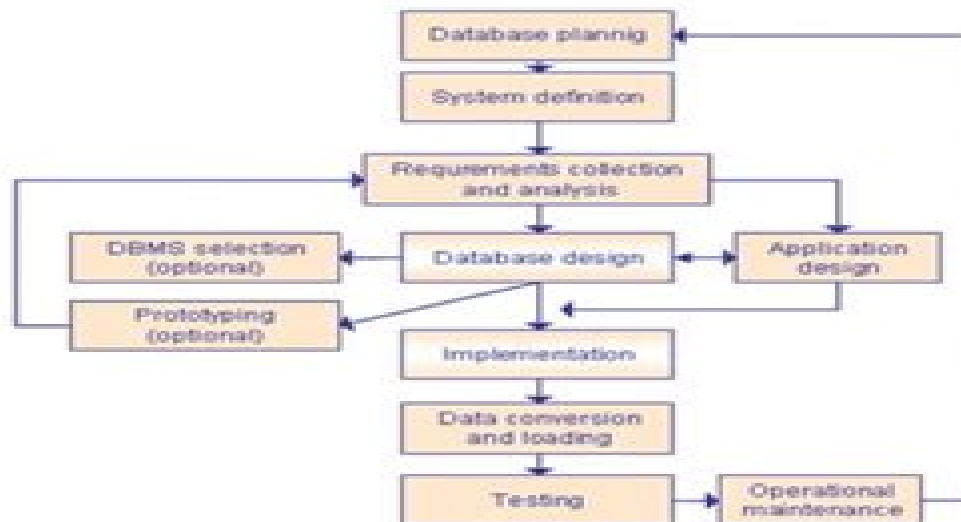 Database plannig
System definition
Requrements collection
and analysis
DBMS selection
(optional)
Database design
Application
design
Prototyping
(optional)
Implementation
Data conversion
and loading
Testing
Operational
maintenance